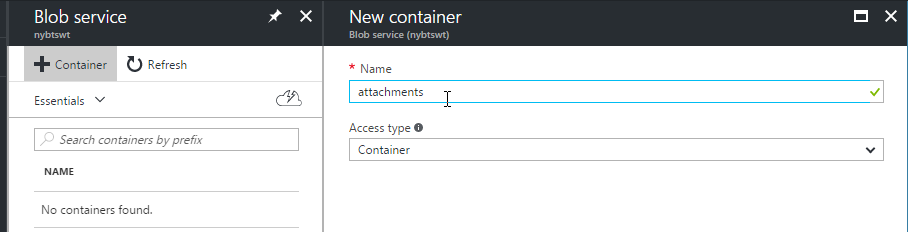 Blob service
nybtswt
Container
Refresh
Essentials
Search containers by prefix
NAME
No containers found.
New container
Blob service (nybtswt)
* Name
attachments
Access type
Container